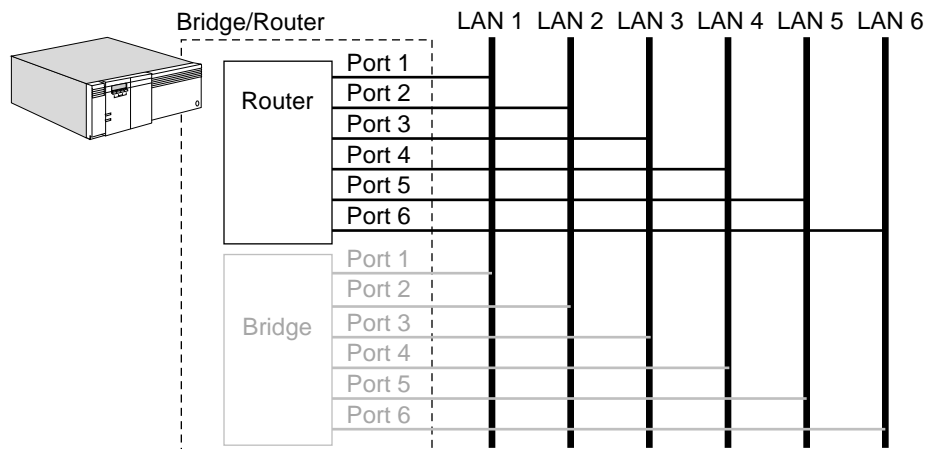 Bridge/Router LAN 1 LAN 2 LAN 3 LAN 4 LAN 5 LAN 6
Router
Port 1
Port 2
Port 3
Port 4
Port 5
Port 6
Bridge
Port 1
Port 2
Port 3
Port 4
Port 5
Port 6